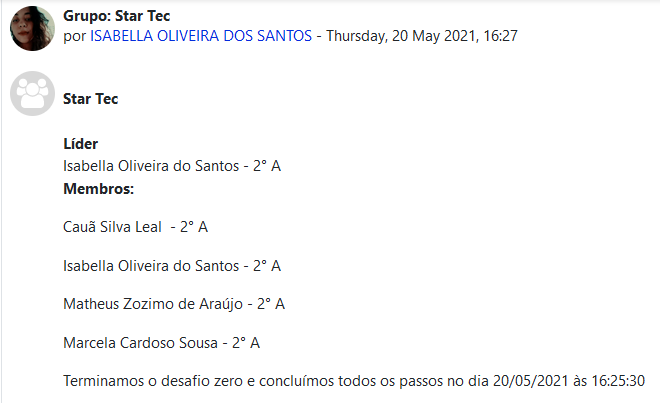 Grupo: Star Tec
por ISABELLA OLIVEIRA DOS SANTOS - Thursday, 20 May 2021, 16:27
Star Tec
Líder
Isabella Oliveira do Santos - 2° A
Membros:
Cauã Silva Leal - 2° A
Isabella Oliveira do Santos - 2° A
Matheus Zozimo de Araújo - 2° A
Marcela Cardoso Sousa - 2° A
Terminamos o desafio zero e concluímos todos os passos no dia 20/05/2021 às 16:25:30